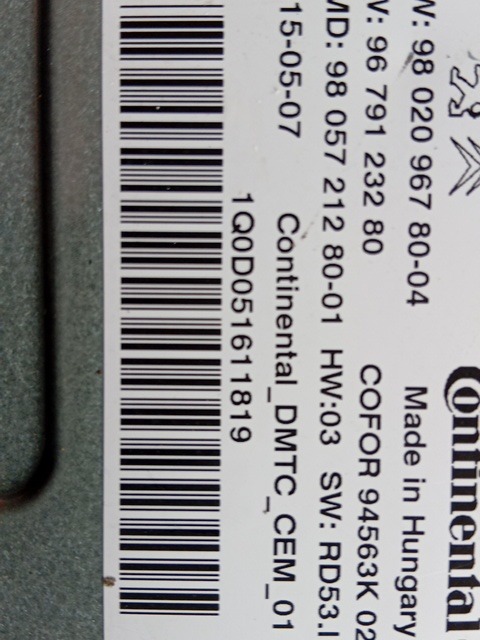 Continental
W: 98 020 967 80-04 Made in Hungary
V: 96 791 232 80 COFOR 94563K 02
MD: 98 057 212 80-01 HW:03 SW: RD53.
15-05-07 Continental_DMTC_CEM_01
1Q0D051611819